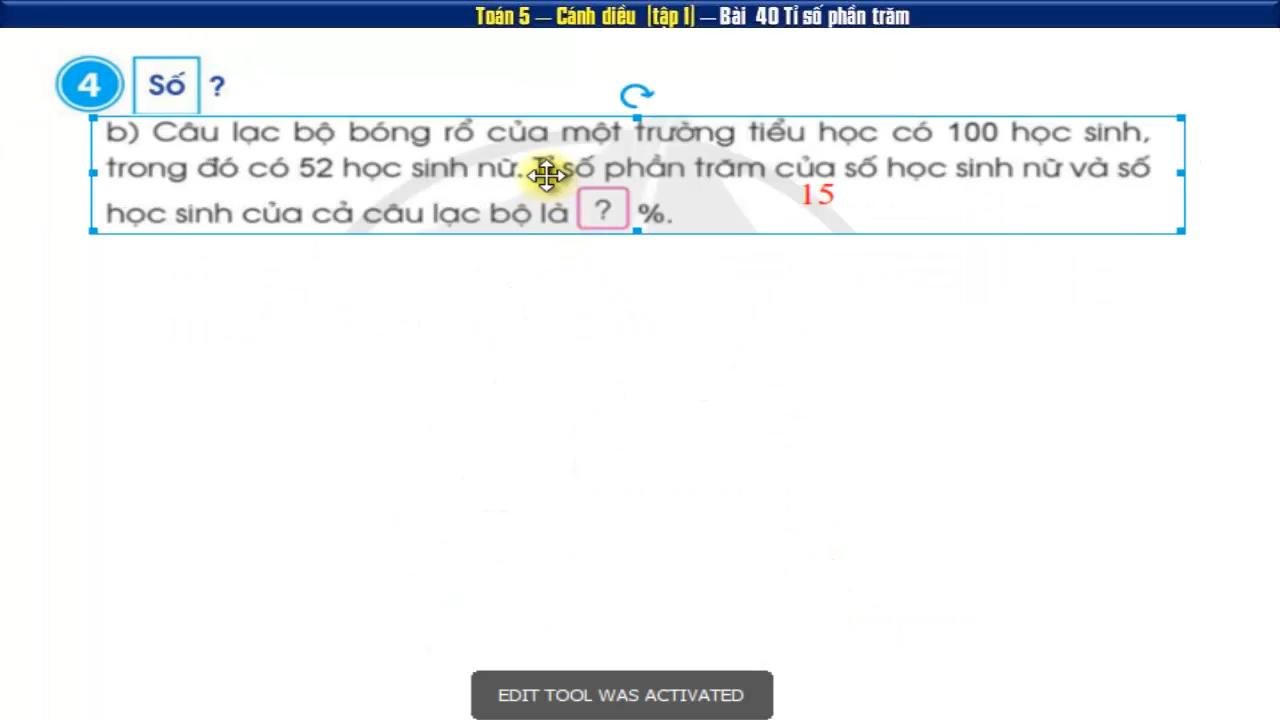 Toán 5 — Cánh diều (tập 1) — Bài 40 Tỉ số phần trăm
4 Số ?
b) Câu lạc bộ bóng rổ của một trường tiểu học có 100 học sinh,
trong đó có 52 học sinh nữ. số phần trăm của số học sinh nữ và số
15
học sinh của cả câu lạc bộ là ? %.
EDIT TOOL WAS ACTIVATED